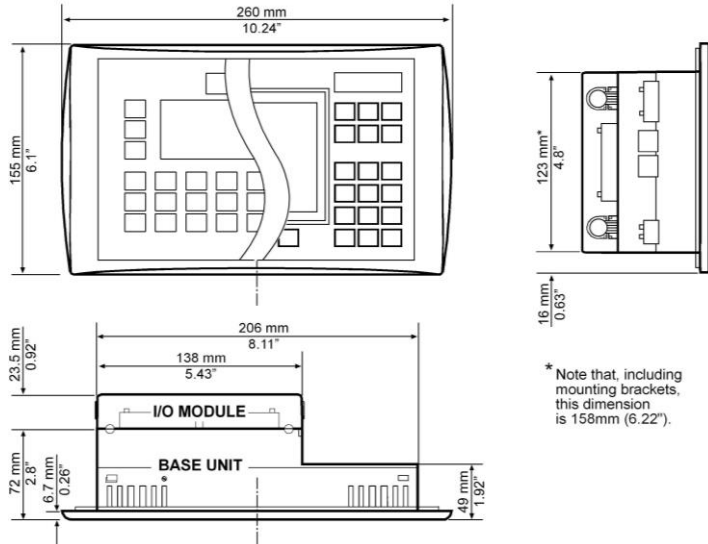 260 mm
10.24"
155 mm
6.1"
123 mm*
4.8"
16 mm
0.63"
206 mm
8.11"
138 mm
5.43"
23.5 mm
0.92"
I/O MODULE
BASE UNIT
72 mm
2.8"
6.7 mm
0.26"
49 mm
1.92"
* Note that, including
mounting brackets,
this dimension
is 158mm (6.22").